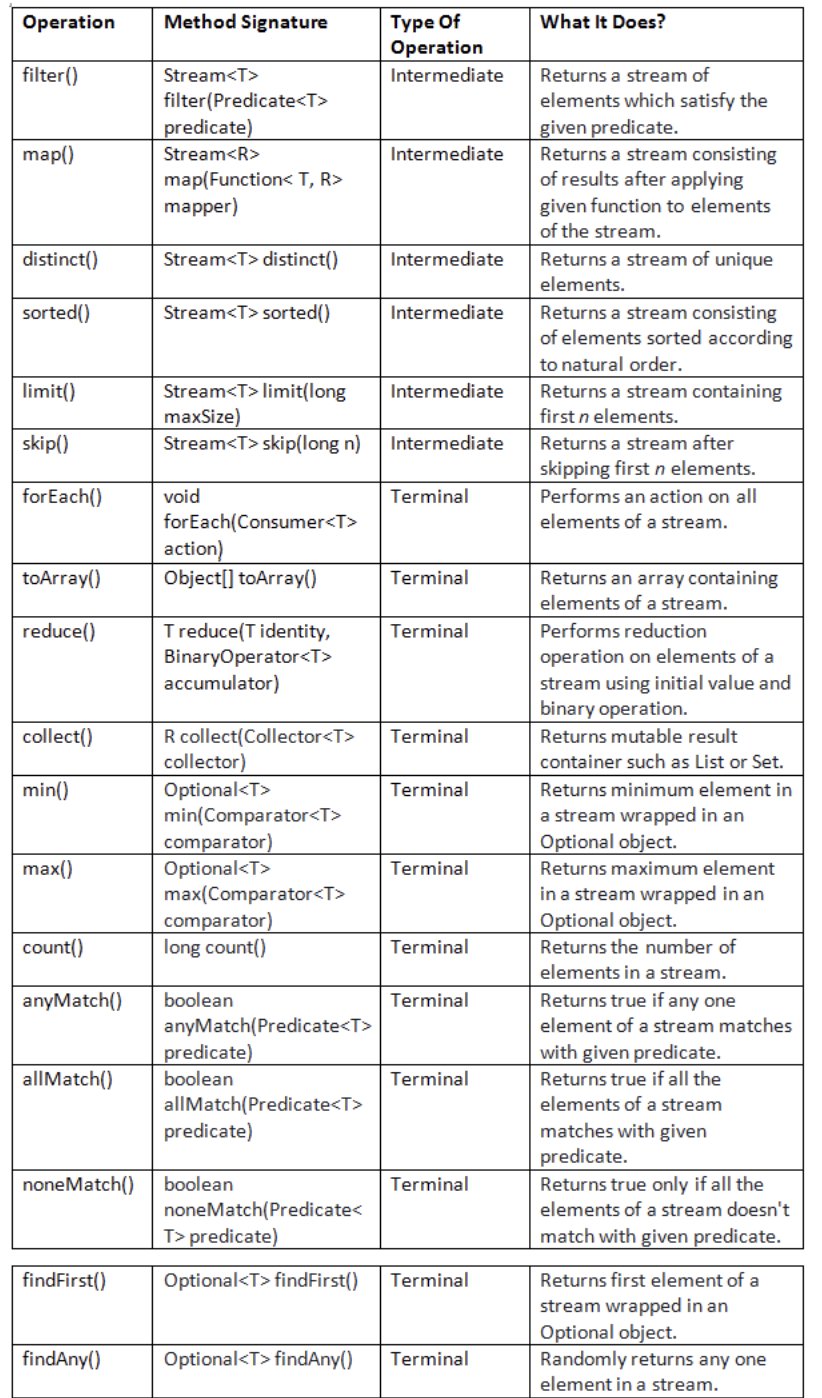 Operation Method Signature Type Of Operation What It Does?
filter() Stream<T> Intermediate Returns a stream of
filter(Predicate<T> elements which satisfy the
predicate) given predicate.
map() Stream<R> Intermediate Returns a stream consisting
map(Function< T, R> of results after applying
mapper) given function to elements
of the stream.
distinct() Stream<T> distinct() Intermediate Returns a stream of unique
elements.
sorted() Stream<T> sorted() Intermediate Returns a stream consisting
of elements sorted according
to natural order.
limit() Stream<T> limit(long Intermediate Returns a stream containing
maxSize) first n elements.
skip() Stream<T> skip(long n) Intermediate Returns a stream after
skipping first n elements.
forEach() void Terminal Performs an action on all
forEach(Consumer<T> elements of a stream.
action)
toArray() Object[] toArray() Terminal Returns an array containing
elements of a stream.
reduce() T reduce(T identity, Terminal Performs reduction
BinaryOperator<T> operation on elements of a
accumulator) stream using initial value and
binary operation.
collect() R collect(Collector<T> Terminal Returns mutable result
collector) container such as List or Set.
min() Optional<T> Terminal Returns minimum element in
min(Comparator<T> a stream wrapped in an
comparator) Optional object.
max() Optional<T> Terminal Returns maximum element
max(Comparator<T> in a stream wrapped in an
comparator) Optional object.
count() long count() Terminal Returns the number of
elements in a stream.
anyMatch() boolean Terminal Returns true if any one
anyMatch(Predicate<T> element of a stream matches
predicate) with given predicate.
allMatch() boolean Terminal Returns true if all the
allMatch(Predicate<T> elements of a stream
predicate) matches with given
predicate.
noneMatch() boolean Terminal Returns true only if all the
noneMatch(Predicate< elements of a stream doesn't
T> predicate) match with given predicate.
findFirst() Optional<T> findFirst() Terminal Returns first element of a
stream wrapped in an
Optional object.
findAny() Optional<T> findAny() Terminal Randomly returns any one
element in a stream.